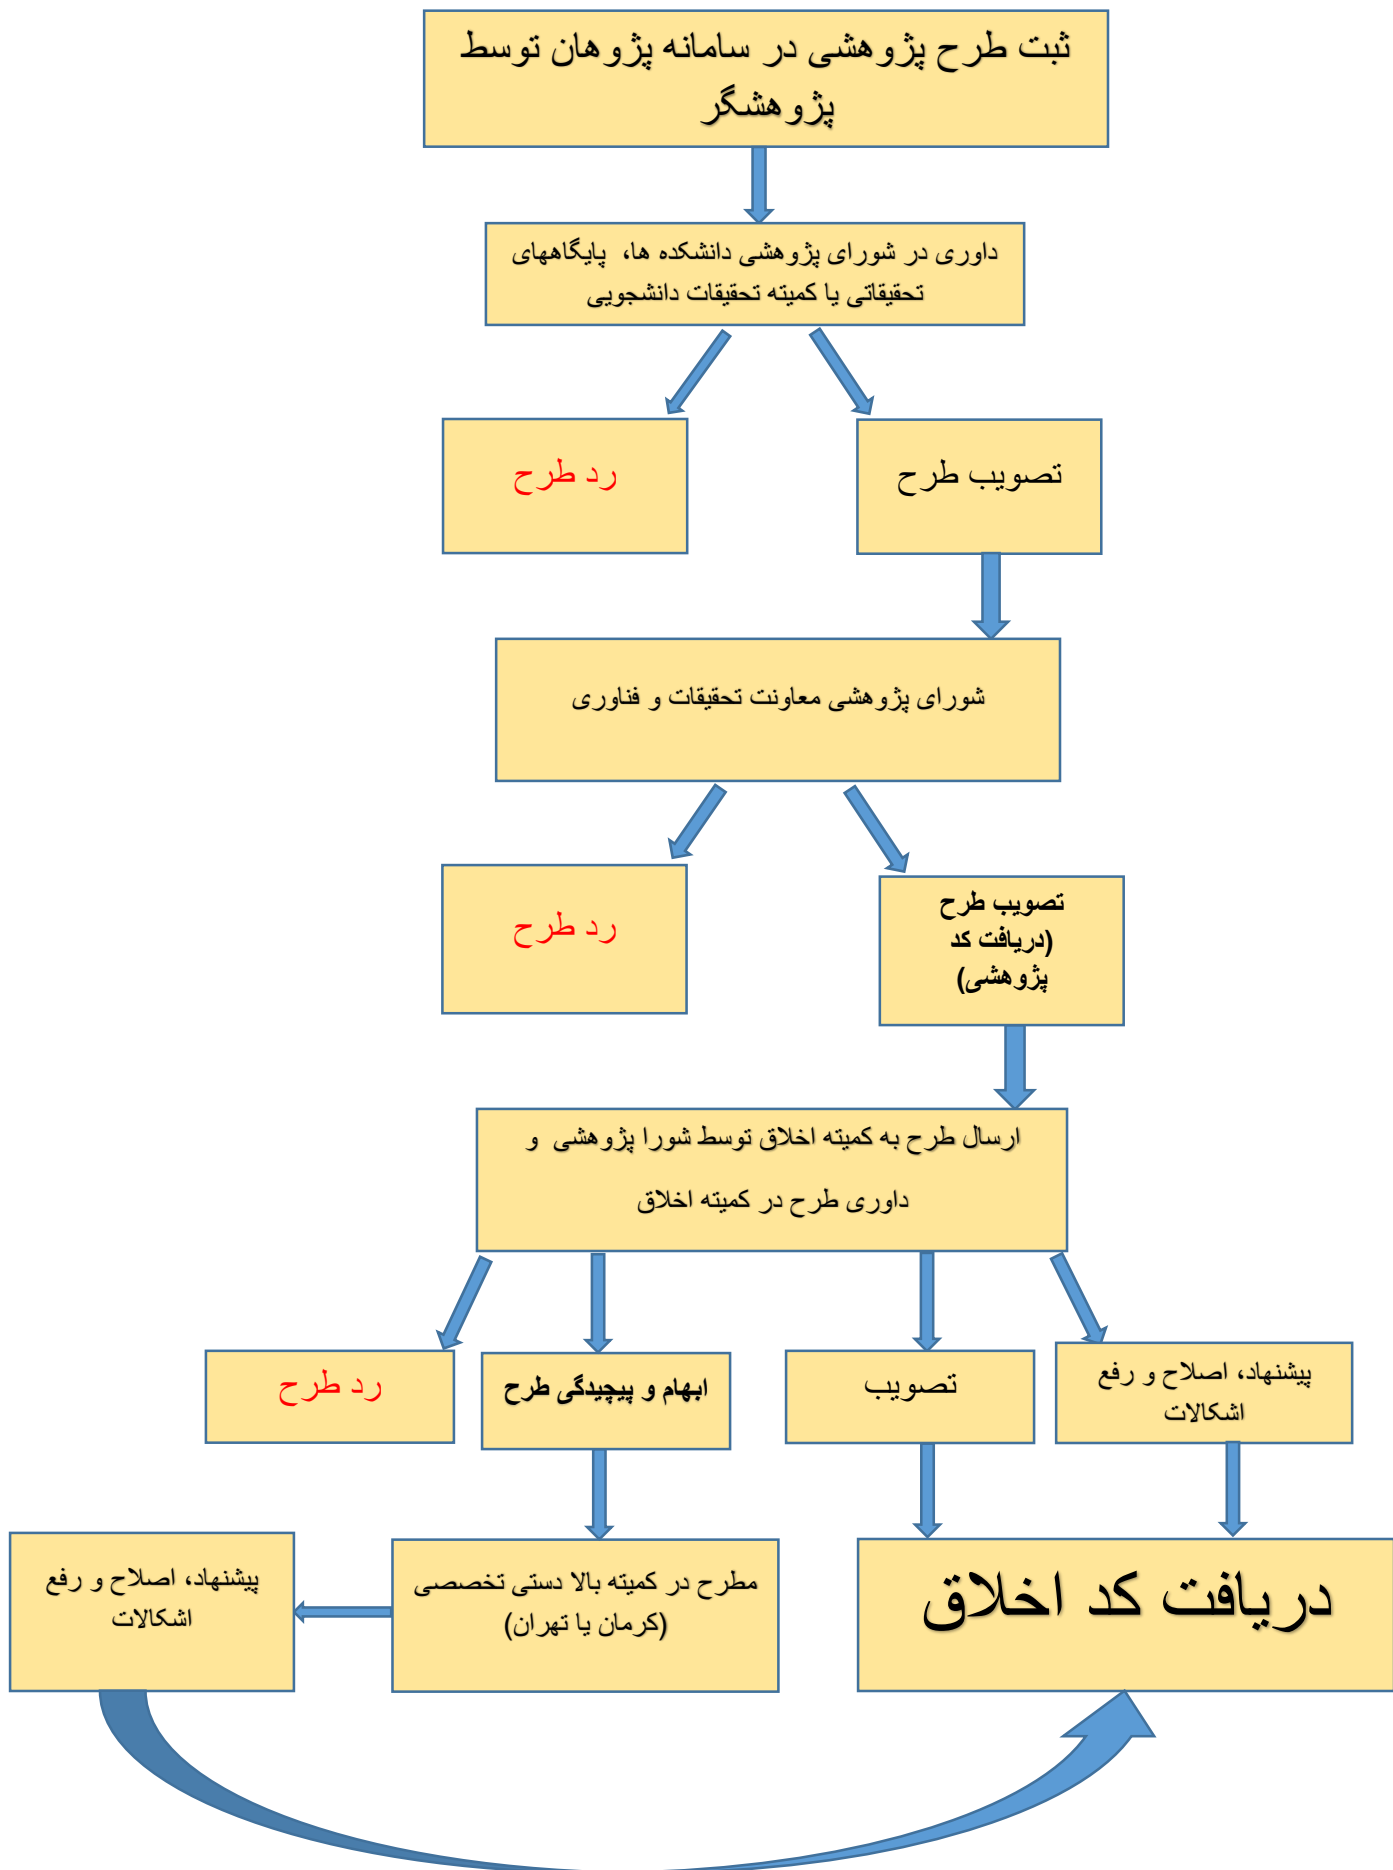 ثبت طرح پژوهشی در سامانه پژوهان توسط
پژوهشگر
داوری در شورای پژوهشی دانشکده ها، پایگاههای
تحقیقاتی یا کمیته تحقیقات دانشجویی
تصویب طرح
رد طرح
شورای پژوهشی معاونت تحقیقات و فناوری
تصویب طرح
(دریافت کد
پژوهشی)
رد طرح
ارسال طرح به کمیته اخلاق توسط شورا پژوهشی و
داوری طرح در کمیته اخلاق
پیشنهاد، اصلاح و رفع
اشکالات
تصویب
ابهام و پیچیدگی طرح
رد طرح
دریافت کد اخلاق
مطرح در کمیته بالا دستی تخصصی
(کرمان یا تهران)
پیشنهاد، اصلاح و رفع
اشکالات